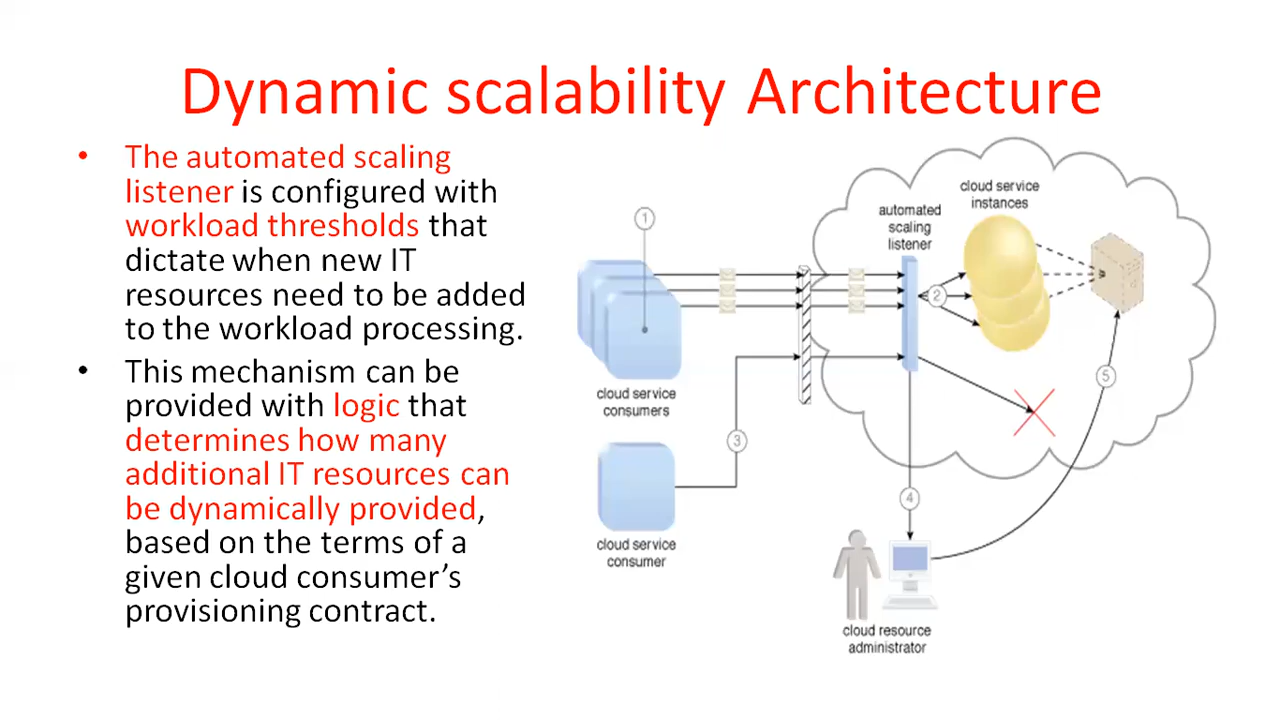 Dynamic scalability Architecture
• The automated scaling
listener is configured with
workload thresholds that
dictate when new IT
resources need to be added
to the workload processing.
• This mechanism can be
provided with logic that
determines how many
additional IT resources can
be dynamically provided,
based on the terms of a
given cloud consumer’s
provisioning contract.
cloud service
instances
automated
scaling
listener
1
2
cloud service
consumers
5
3
4
cloud service
consumer
cloud resource
administrator